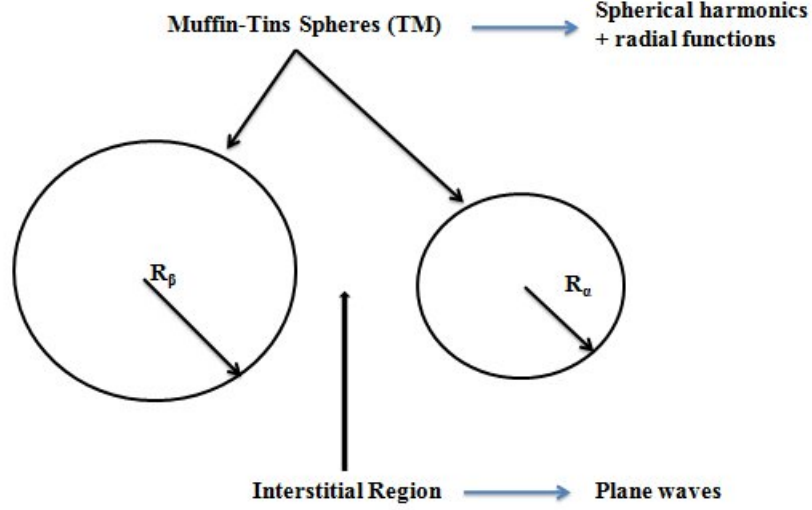 Muffin-Tins Spheres (TM)
Spherical harmonics
+ radial functions
Rβ
Rα
Interstitial Region
Plane waves